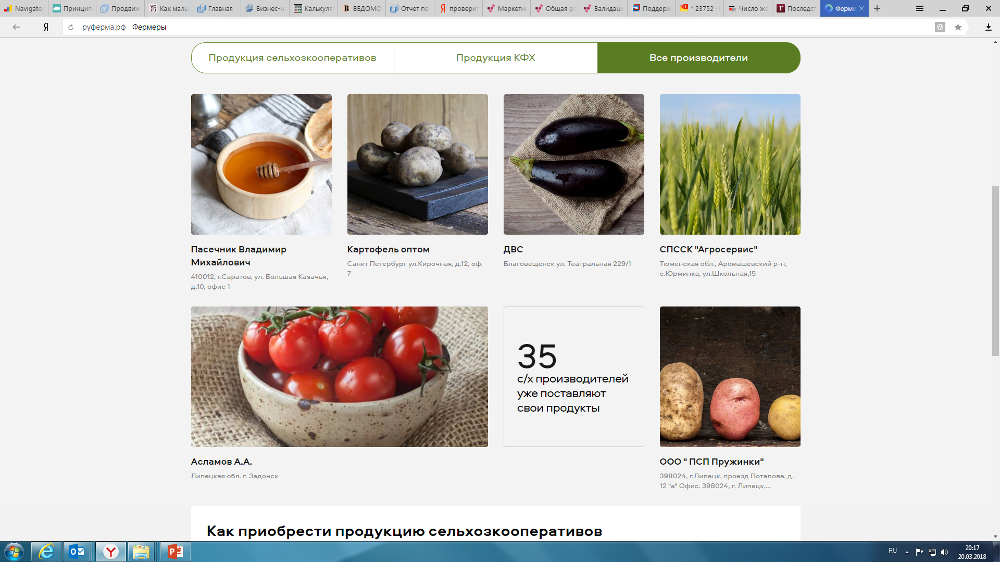 Navigator
Принцип
Продвиж
Как малы
Главная
Бизнес-н
Калькуля
ВЕДОМО
Отчет по
проверит
Маркетин
Общая р
Валидаци
Поддерж
* 23752 ·
Число же
Последст
Ферме
руферма.рф Фермеры
Продукция сельхозкооперативов
Продукция КФХ
Все производители
Пасечник Владимир
Михайлович
410012, г.Саратов, ул. Большая Казачья,
д.10, офис 1
Картофель оптом
Санкт Петербург ул.Кирочная, д.12, оф.
7
ДВС
Благовещенск ул. Театральная 229/1
СПССК "Агросервис"
Тюменская обл., Аромашевский р-н,
с.Юрминка, ул.Школьная,15
35
с/х производителей
уже поставляют
свои продукты
Асламов А.А.
Липецкая обл. г. Задонск
ООО " ПСП Пружинки"
398024, г.Липецк, проезд Потапова, д.
12 "а" Офис. 398024, г. Липецк,...
Как приобрести продукцию сельхозкооперативов
RU
20:17
20.03.2018